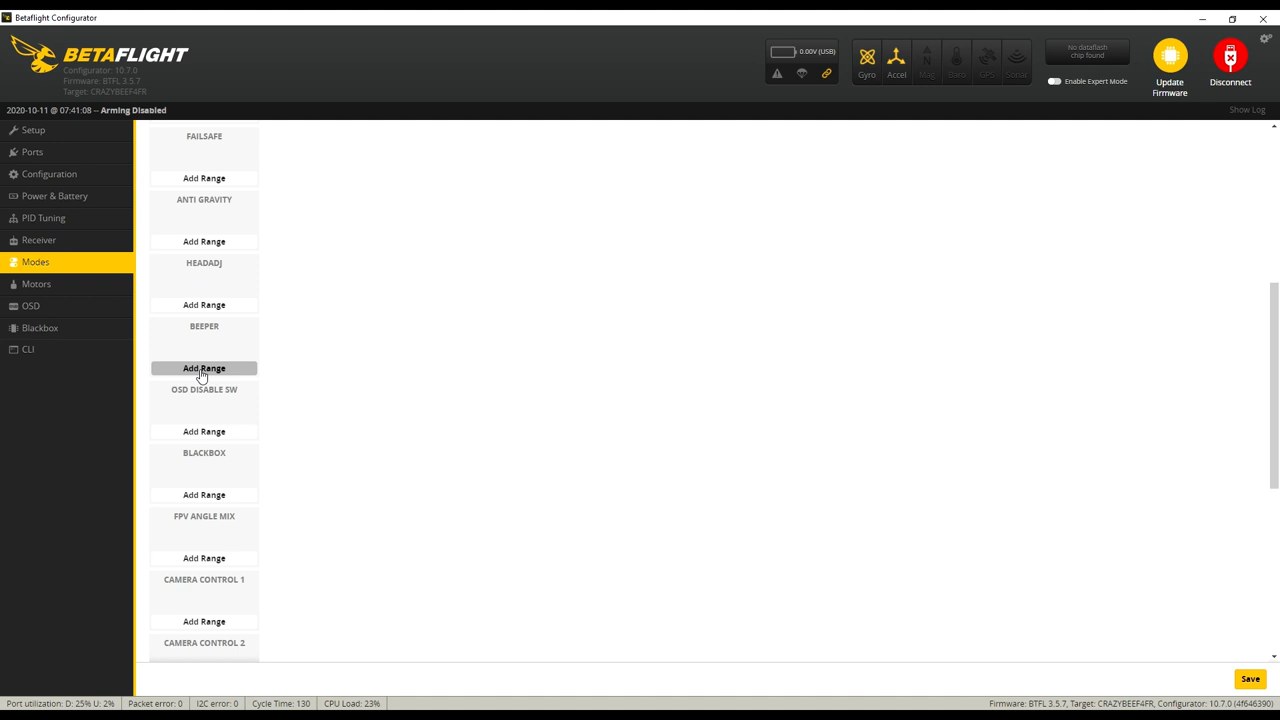 Betaflight Configurator
BETAFLIGHT
Configurator: 10.7.0
Firmware: BTFL 3.5.7
Target: CRAZYBEEF4FR
0.00V (USB)
Gyro
Accel
Mag
Baro
GPS
Sonar
No dataflash
chip found
Enable Expert Mode
Update
Firmware
Disconnect
2020-10-11 @ 07:41:08 -- Arming Disabled
Show Log
Setup
Ports
Configuration
Power & Battery
PID Tuning
Receiver
Modes
Motors
OSD
Blackbox
CLI
FAILSAFE
Add Range
ANTI GRAVITY
Add Range
HEADADJ
Add Range
BEEPER
Add Range
OSD DISABLE SW
Add Range
BLACKBOX
Add Range
FPV ANGLE MIX
Add Range
CAMERA CONTROL 1
Add Range
CAMERA CONTROL 2
Save
Port utilization: D: 25% U: 2%
Packet error: 0
I2C error: 0
Cycle Time: 130
CPU Load: 23%
Firmware: BTFL 3.5.7, Target: CRAZYBEEF4FR, Configurator: 10.7.0 (4f646390)